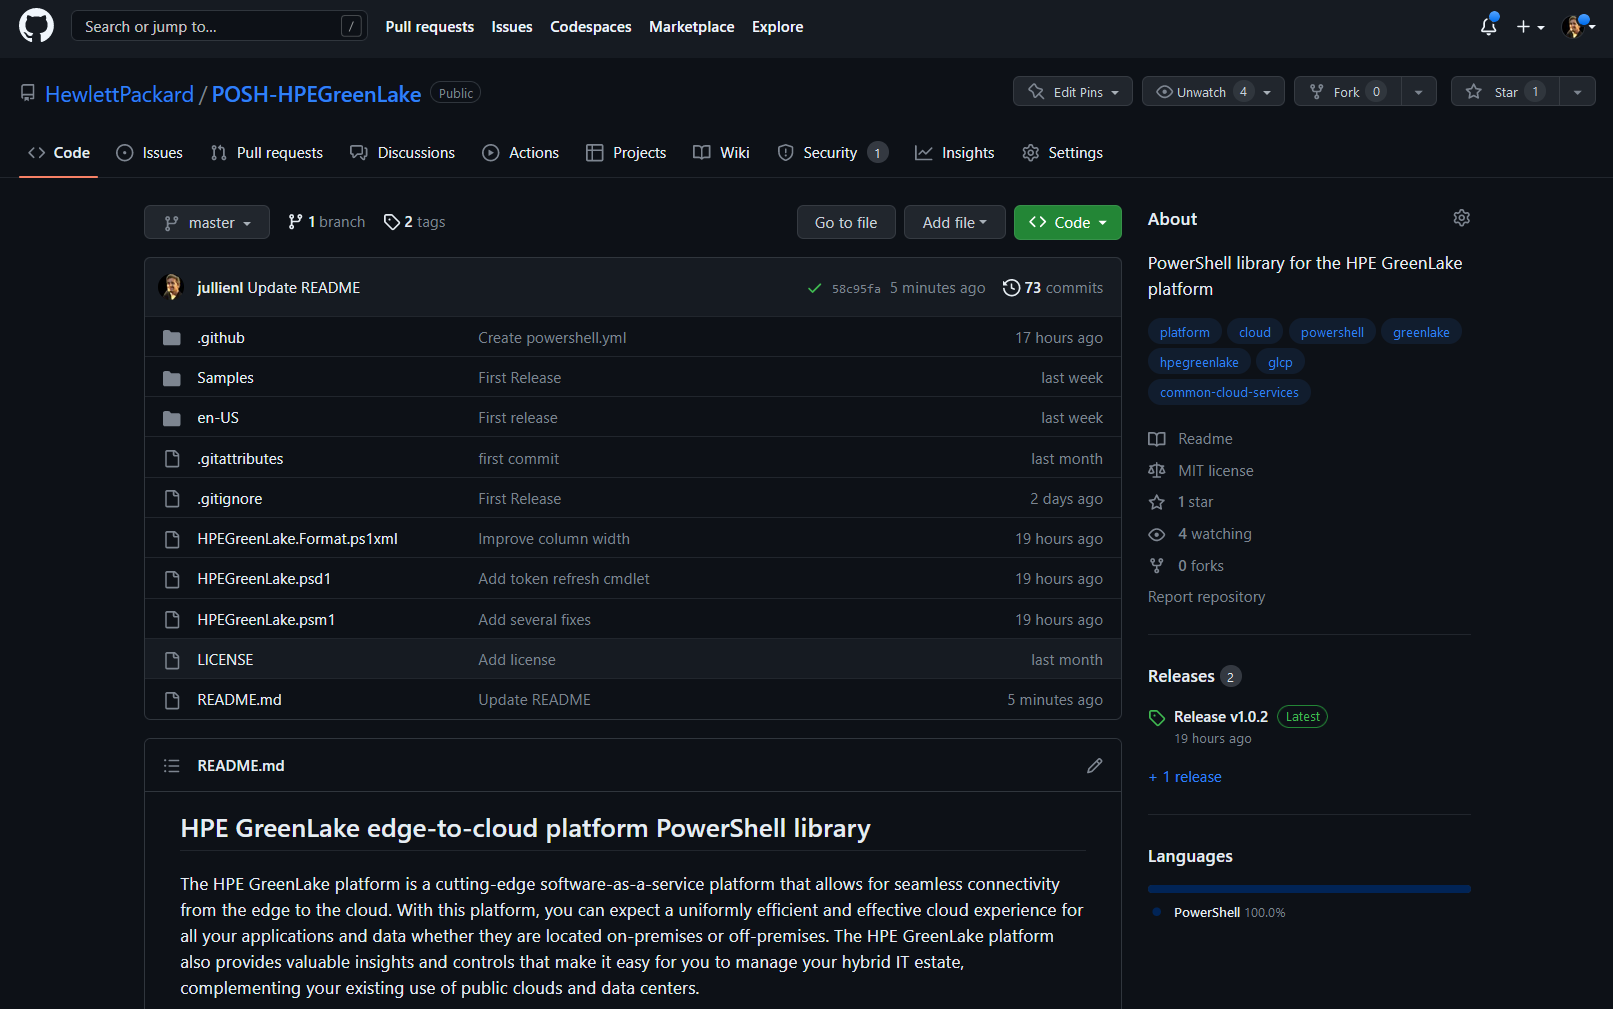 Search or jump to... / Pull requests Issues Codespaces Marketplace Explore
HewlettPackard / POSH-HPEGreenLake Public Edit Pins Unwatch 4 Fork 0 Star 1
Code Issues Pull requests Discussions Actions Projects Wiki Security 1 Insights Settings
master 1 branch 2 tags Go to file Add file Code
jullienl Update README 58c95fa 5 minutes ago 73 commits
.github Create powershell.yml 17 hours ago
Samples First Release last week
en-US First release last week
.gitattributes first commit last month
.gitignore First Release 2 days ago
HPEGreenLake.Format.ps1xml Improve column width 19 hours ago
HPEGreenLake.psd1 Add token refresh cmdlet 19 hours ago
HPEGreenLake.psm1 Add several fixes 19 hours ago
LICENSE Add license last month
README.md Update README 5 minutes ago
README.md
HPE GreenLake edge-to-cloud platform PowerShell library
The HPE GreenLake platform is a cutting-edge software-as-a-service platform that allows for seamless connectivity
from the edge to the cloud. With this platform, you can expect a uniformly efficient and effective cloud experience for
all your applications and data whether they are located on-premises or off-premises. The HPE GreenLake platform
also provides valuable insights and controls that make it easy for you to manage your hybrid IT estate,
complementing your existing use of public clouds and data centers.
About
PowerShell library for the HPE GreenLake
platform
platform cloud powershell greenlake
hpegreenlake glcp
common-cloud-services
Readme
MIT license
1 star
4 watching
0 forks
Report repository
Releases 2
Release v1.0.2 Latest
19 hours ago
+ 1 release
Languages
PowerShell 100.0%